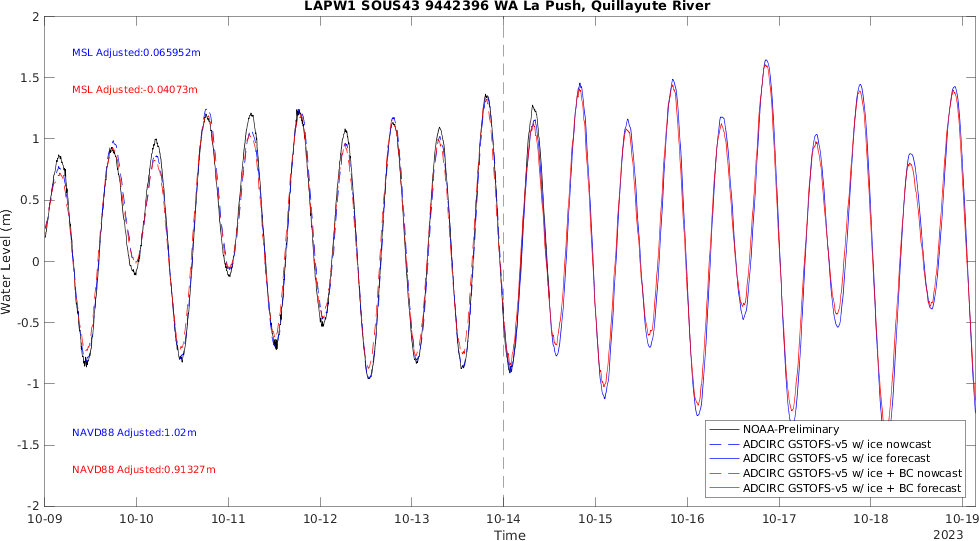 LAPW1 SOUS43 9442396 WA La Push, Quillayute River
MSL Adjusted:0.065952m
MSL Adjusted:-0.04073m
NAVD88 Adjusted:1.02m
NAVD88 Adjusted:0.91327m
Water Level (m)
2
1.5
1
0.5
0
-0.5
-1
-1.5
-2
NOAA-Preliminary
ADCIRC GSTOFS-v5 w/ ice nowcast
ADCIRC GSTOFS-v5 w/ ice forecast
ADCIRC GSTOFS-v5 w/ ice + BC nowcast
ADCIRC GSTOFS-v5 w/ ice + BC forecast
10-09 10-10 10-11 10-12 10-13 10-14 10-15 10-16 10-17 10-18 10-19
Time
2023